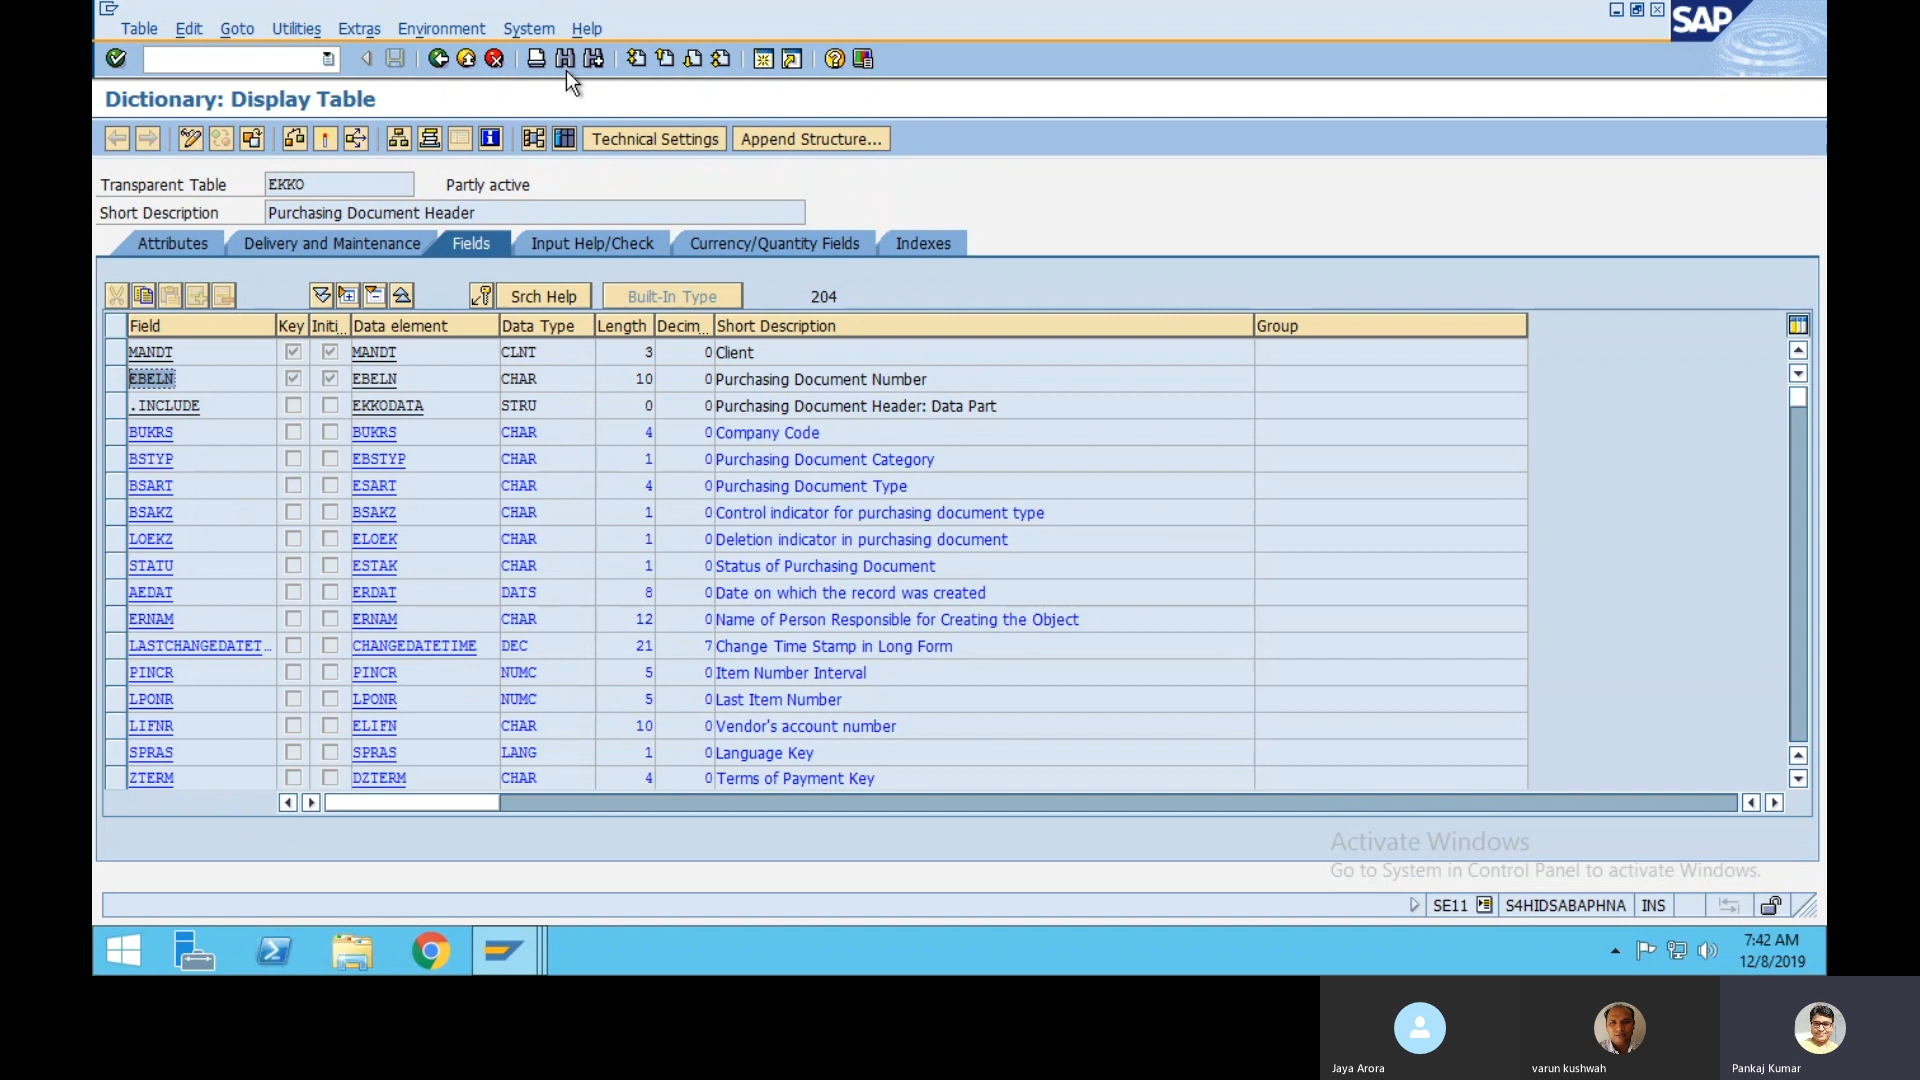 Table Edit Goto Utilities Extras Environment System Help
SAP
Dictionary: Display Table
Technical Settings Append Structure...
Transparent Table EKKO Partly active
Short Description Purchasing Document Header
Attributes Delivery and Maintenance Fields Input Help/Check Currency/Quantity Fields Indexes
Srch Help Built-In Type 204
Field Key Initi... Data element Data Type Length Decim... Short Description Group
MANDT MANDT CLNT 3 0 Client
EBELN EBELN CHAR 10 0 Purchasing Document Number
.INCLUDE EKKODATA STRU 0 0 Purchasing Document Header: Data Part
BUKRS BUKRS CHAR 4 0 Company Code
BSTYP EBSTYP CHAR 1 0 Purchasing Document Category
BSART ESART CHAR 4 0 Purchasing Document Type
BSAKZ BSAKZ CHAR 1 0 Control indicator for purchasing document type
LOEKZ ELOEK CHAR 1 0 Deletion indicator in purchasing document
STATU ESTAK CHAR 1 0 Status of Purchasing Document
AEDAT ERDAT DATS 8 0 Date on which the record was created
ERNAM ERNAM CHAR 12 0 Name of Person Responsible for Creating the Object
LASTCHANGEDATET... CHANGEDATETIME DEC 21 7 Change Time Stamp in Long Form
PINCR PINCR NUMC 5 0 Item Number Interval
LPONR LPONR NUMC 5 0 Last Item Number
LIFNR ELIFN CHAR 10 0 Vendor's account number
SPRAS SPRAS LANG 1 0 Language Key
ZTERM DZTERM CHAR 4 0 Terms of Payment Key
Activate Windows
Go to System in Control Panel to activate Windows.
SE11 S4HIDSABAPHNA INS
7:42 AM
12/8/2019
Jaya Arora varun kushwah Pankaj Kumar